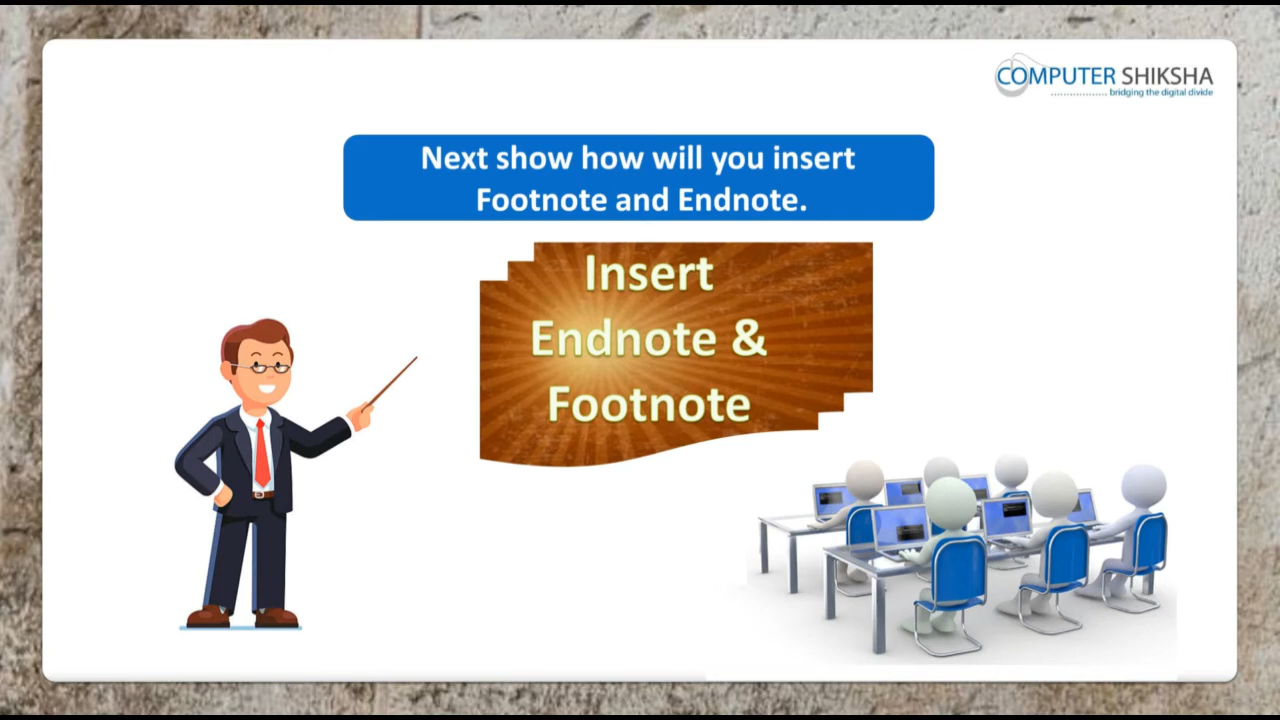 COMPUTER SHIKSHA
bridging the digital divide
Next show how will you insert
Footnote and Endnote.
Insert
Endnote &
Footnote